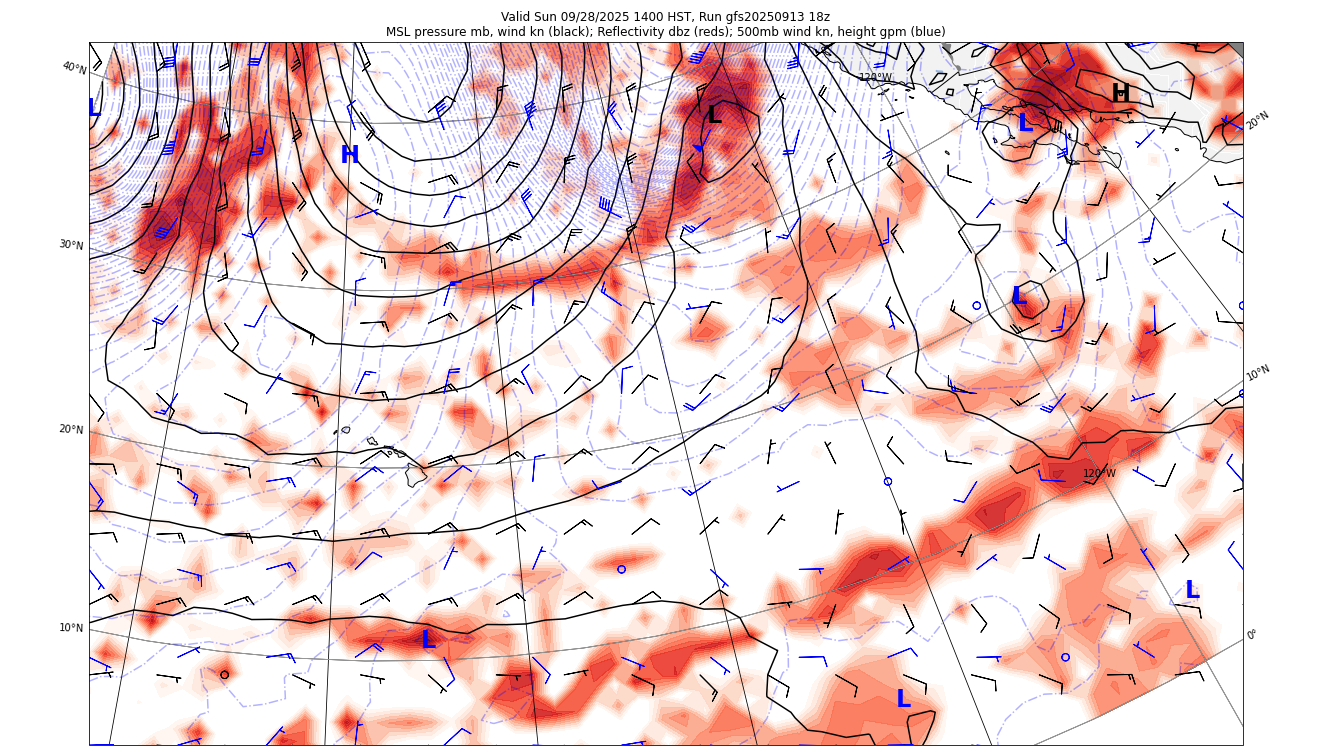 Valid Sun 09/28/2025 1400 HST, Run gfs20250913 18z
MSL pressure mb, wind kn (black); Reflectivity dbz (reds); 500mb wind kn, height gpm (blue)
40°N
120°W
H
L
L
L
20°N
H
30°N
L
10°N
20°N
120°W
L
10°N
L
0°
L